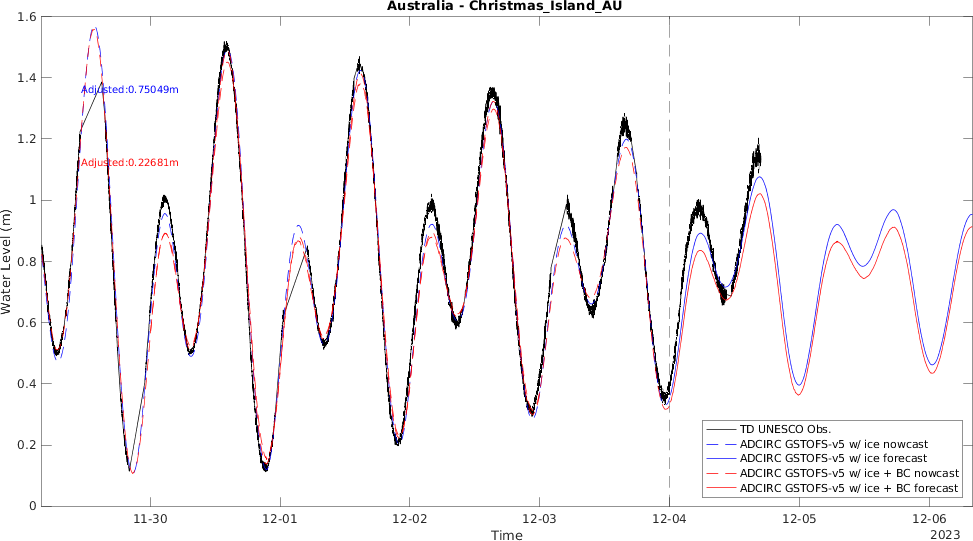 Australia - Christmas_Island_AU
1.6
1.4
1.2
1
0.8
0.6
0.4
0.2
0
Water Level (m)
Adjusted:0.75049m
Adjusted:0.22681m
TD UNESCO Obs.
ADCIRC GSTOFS-v5 w/ ice nowcast
ADCIRC GSTOFS-v5 w/ ice forecast
ADCIRC GSTOFS-v5 w/ ice + BC nowcast
ADCIRC GSTOFS-v5 w/ ice + BC forecast
11-30 12-01 12-02 12-03 12-04 12-05 12-06
Time
2023